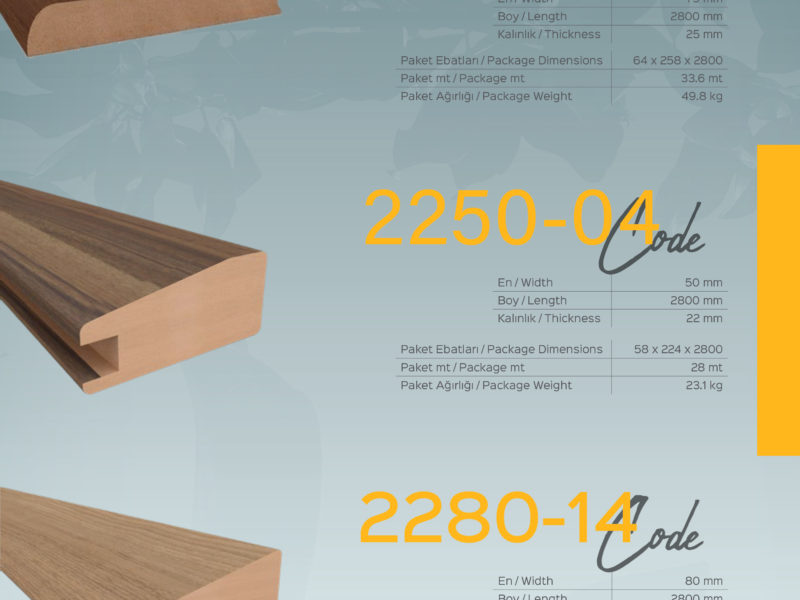 Boy / Length 2800 mm
Kalınlık / Thickness 25 mm
Paket Ebatları / Package Dimensions 64 x 258 x 2800
Paket mt / Package mt 33.6 mt
Paket Ağırlığı / Package Weight 49.8 kg
2250-04 Code
En / Width 50 mm
Boy / Length 2800 mm
Kalınlık / Thickness 22 mm
Paket Ebatları / Package Dimensions 58 x 224 x 2800
Paket mt / Package mt 28 mt
Paket Ağırlığı / Package Weight 23.1 kg
2280-14 Code
En / Width 80 mm
Boy / Length 2800 mm